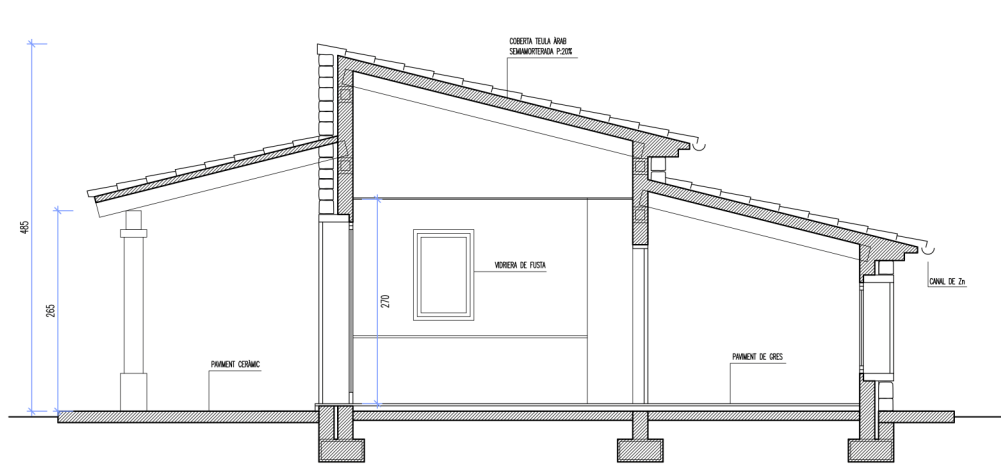 COBERTA TEULA ÀRAB
SEMIAMORTERADA P:20%
485
265
270
VIDRIERA DE FUSTA
CANAL DE Zn
PAVIMENT CERÀMIC
PAVIMENT DE GRES